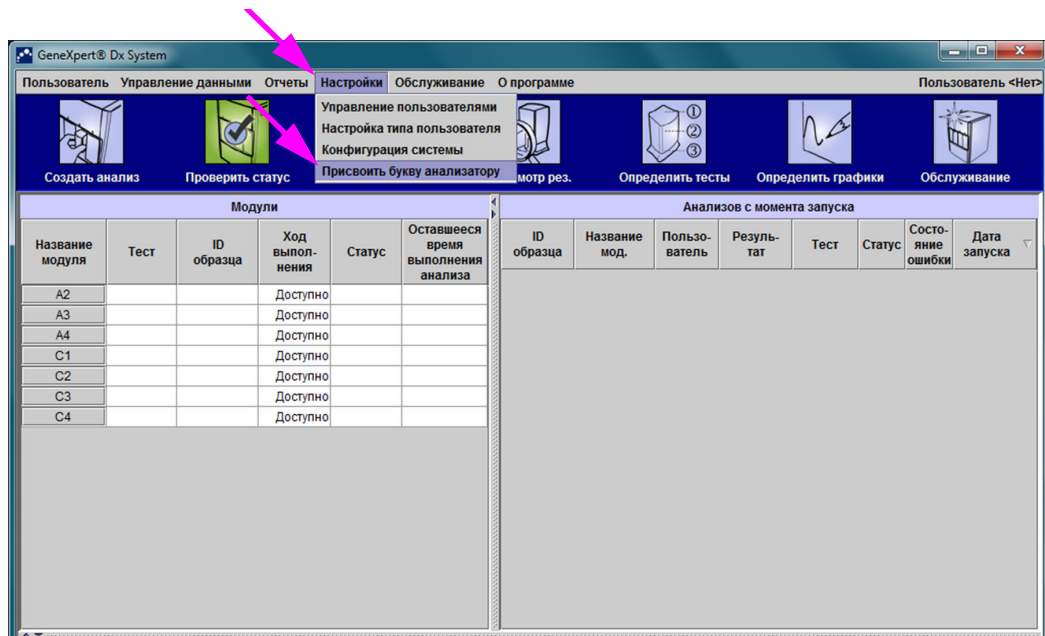 GeneXpert® Dx System
Пользователь Управление данными Отчеты Настройки Обслуживание О программе Пользователь <Нет>
Управление пользователями
Настройка типа пользователя
Конфигурация системы
Присвоить букву анализатору
Создать анализ Проверить статус мотр рез. Определить тесты Определить графики Обслуживание
1
2
3
Модули
Анализов с момента запуска
Название модуля Тест ID образца Ход выпол-нения Статус Оставшееся время выполнения анализа
ID образца Название мод. Пользо-ватель Резуль-тат Тест Статус Состо-яние ошибки Дата запуска
A2 Доступно
A3 Доступно
A4 Доступно
C1 Доступно
C2 Доступно
C3 Доступно
C4 Доступно